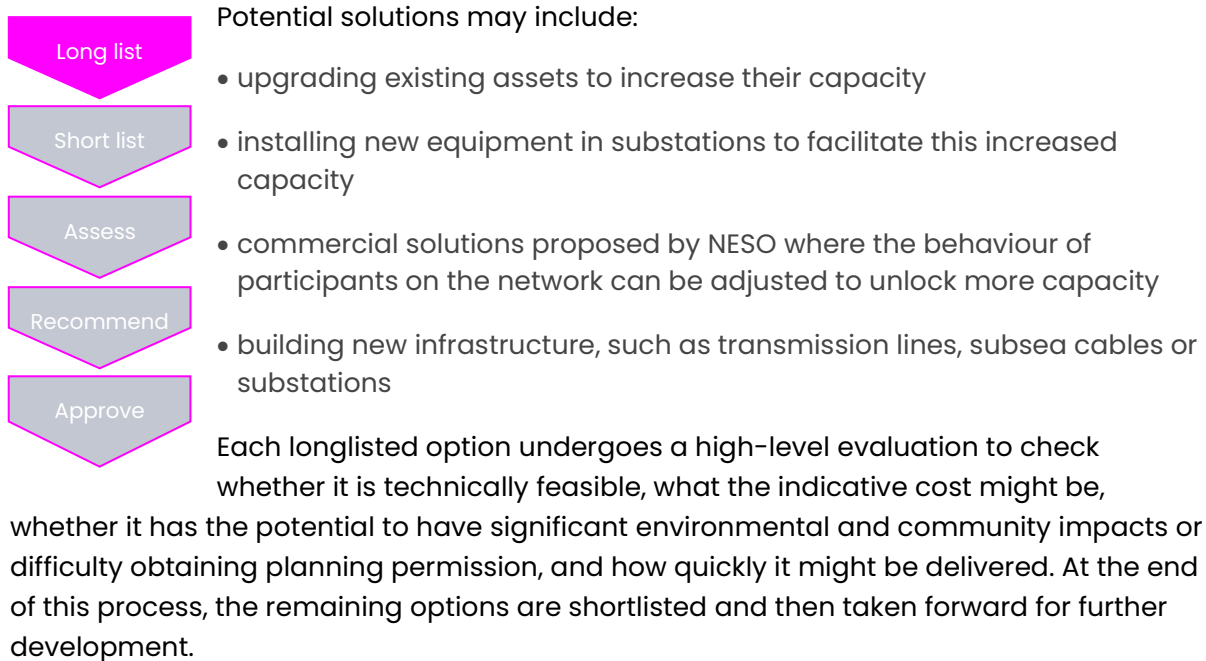 Long list
Short list
Assess
Recommend
Approve
Potential solutions may include:
• upgrading existing assets to increase their capacity
• installing new equipment in substations to facilitate this increased
capacity
• commercial solutions proposed by NESO where the behaviour of
participants on the network can be adjusted to unlock more capacity
• building new infrastructure, such as transmission lines, subsea cables or
substations
Each longlisted option undergoes a high-level evaluation to check
whether it is technically feasible, what the indicative cost might be,
whether it has the potential to have significant environmental and community impacts or
difficulty obtaining planning permission, and how quickly it might be delivered. At the end
of this process, the remaining options are shortlisted and then taken forward for further
development.